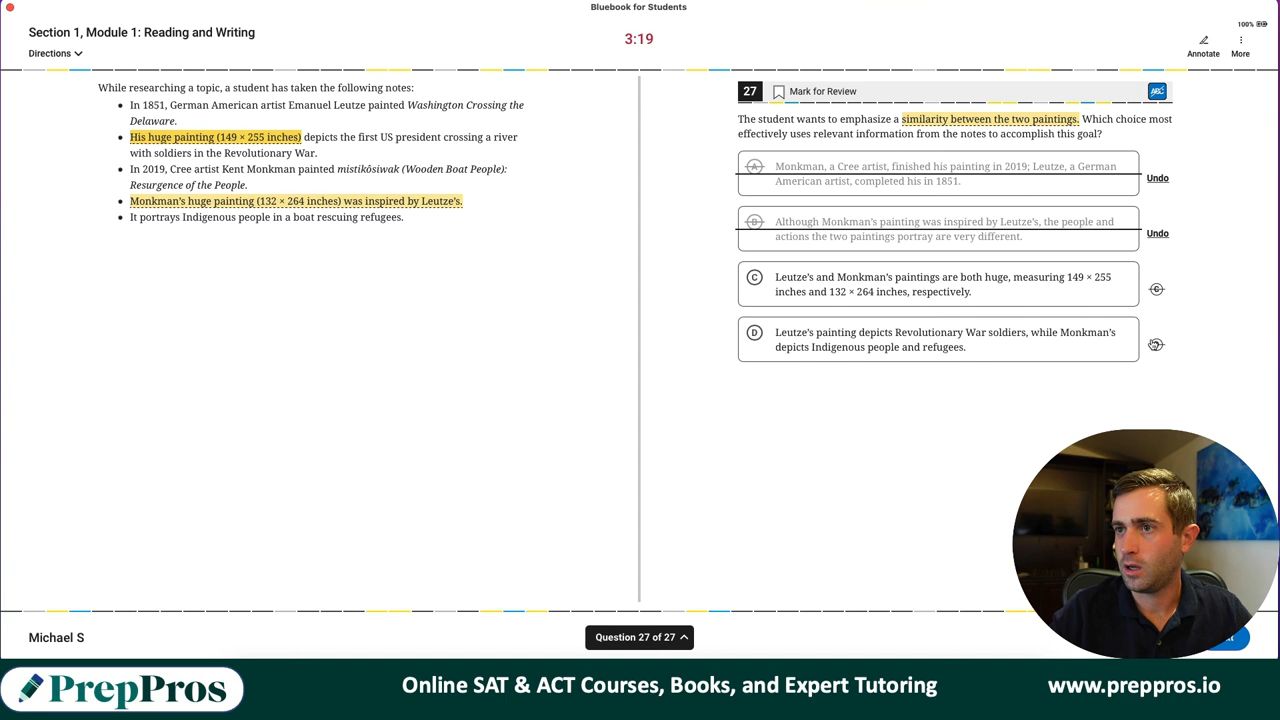 Bluebook for Students
Section 1, Module 1: Reading and Writing
Directions
3:19
100%
Annotate
More
While researching a topic, a student has taken the following notes:
• In 1851, German American artist Emanuel Leutze painted Washington Crossing the
Delaware.
• His huge painting (149 × 255 inches) depicts the first US president crossing a river
with soldiers in the Revolutionary War.
• In 2019, Cree artist Kent Monkman painted mistikôsiwak (Wooden Boat People):
Resurgence of the People.
• Monkman's huge painting (132 × 264 inches) was inspired by Leutze's.
• It portrays Indigenous people in a boat rescuing refugees.
27
Mark for Review
ABC
The student wants to emphasize a similarity between the two paintings. Which choice most
effectively uses relevant information from the notes to accomplish this goal?
A Monkman, a Cree artist, finished his painting in 2019; Leutze, a German
American artist, completed his in 1851.
Undo
B Although Monkman's painting was inspired by Leutze's, the people and
actions the two paintings portray are very different.
Undo
C Leutze's and Monkman's paintings are both huge, measuring 149 × 255
inches and 132 × 264 inches, respectively.
C
D Leutze's painting depicts Revolutionary War soldiers, while Monkman's
depicts Indigenous people and refugees.
Michael S
Question 27 of 27
PrepPros
Online SAT & ACT Courses, Books, and Expert Tutoring
www.preppros.io